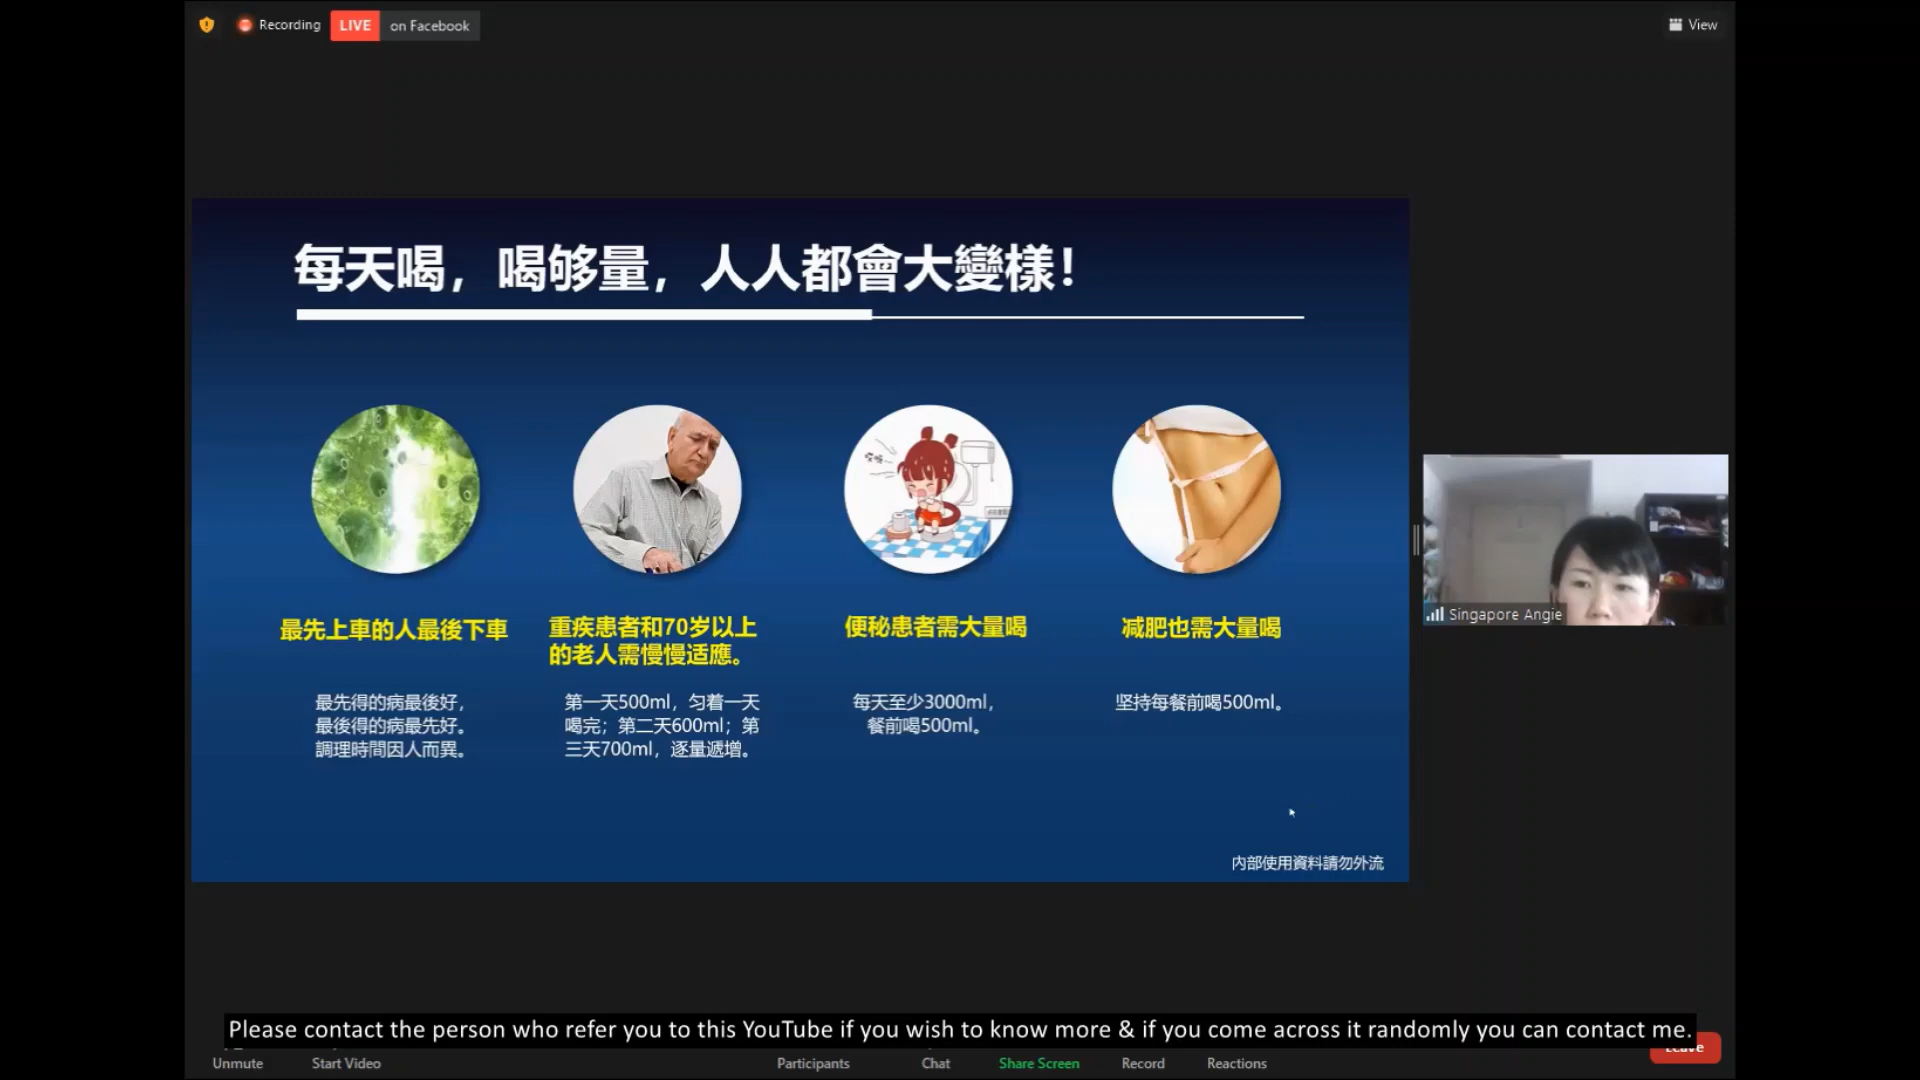 Recording
LIVE on Facebook
View
每天喝，喝够量，人人都會大變樣！
最先上車的人最後下車
最先得的病最後好，
最後得的病最先好。
調理時間因人而異。
重疾患者和70岁以上
的老人需慢慢适應。
第一天500ml，匀着一天
喝完；第二天600ml；第
三天700ml，逐量遞增。
便秘患者需大量喝
每天至少3000ml，
餐前喝500ml。
减肥也需大量喝
坚持每餐前喝500ml。
内部使用資料請勿外流
Singapore Angie
Please contact the person who refer you to this YouTube if you wish to know more & if you come across it randomly you can contact me.
Unmute
Start Video
Participants
Chat
Share Screen
Record
Reactions
Leave